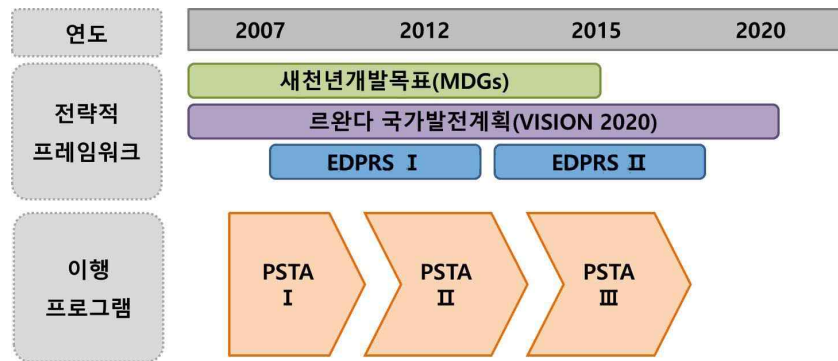 연도
2007 2012 2015 2020
전략적
프레임워크
새천년개발목표(MDGs)
르완다 국가발전계획(VISION 2020)
EDPRS Ⅰ EDPRS Ⅱ
이행
프로그램
PSTA
Ⅰ
PSTA
Ⅱ
PSTA
Ⅲ